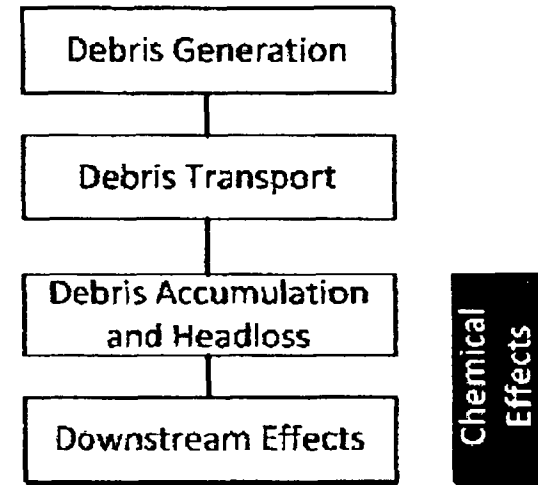 Debris Generation
Debris Transport
Debris Accumulation
and Headloss
Downstream Effects
Chemical
Effects